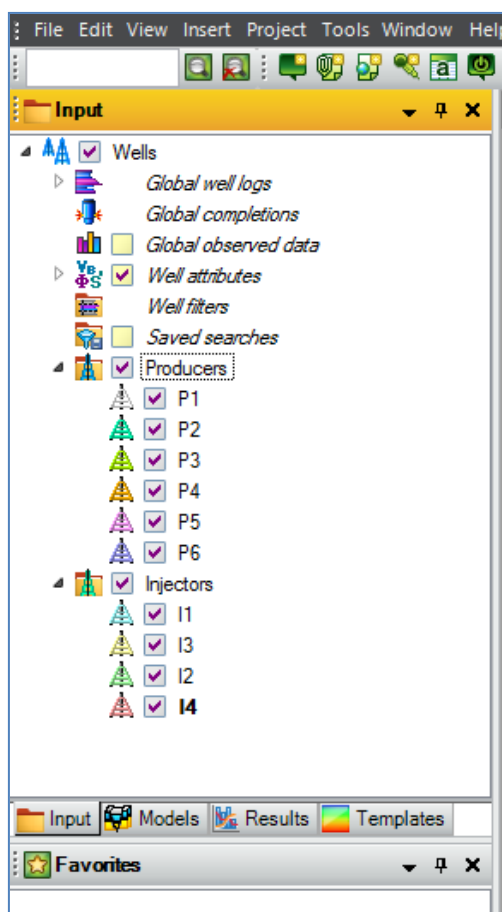 File Edit View Insert Project Tools Window Help
a
Input
Wells
Global well logs
Global completions
Global observed data
Well attributes
Well filters
Saved searches
Producers
P1
P2
P3
P4
P5
P6
Injectors
I1
I3
I2
I4
Input Models Results Templates
Favorites